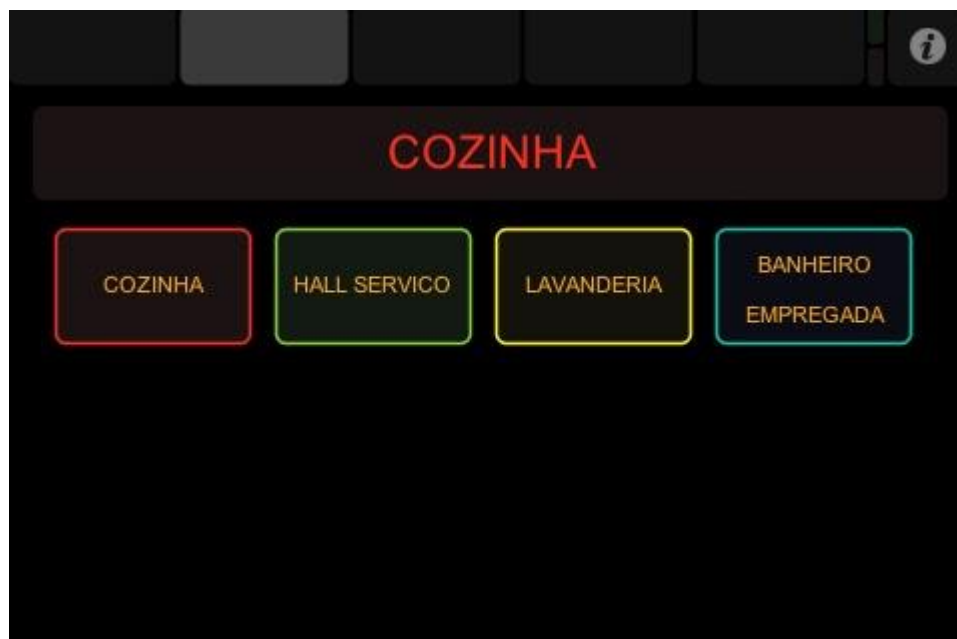 i
COZINHA
COZINHA
HALL SERVICO
LAVANDERIA
BANHEIRO
EMPREGADA